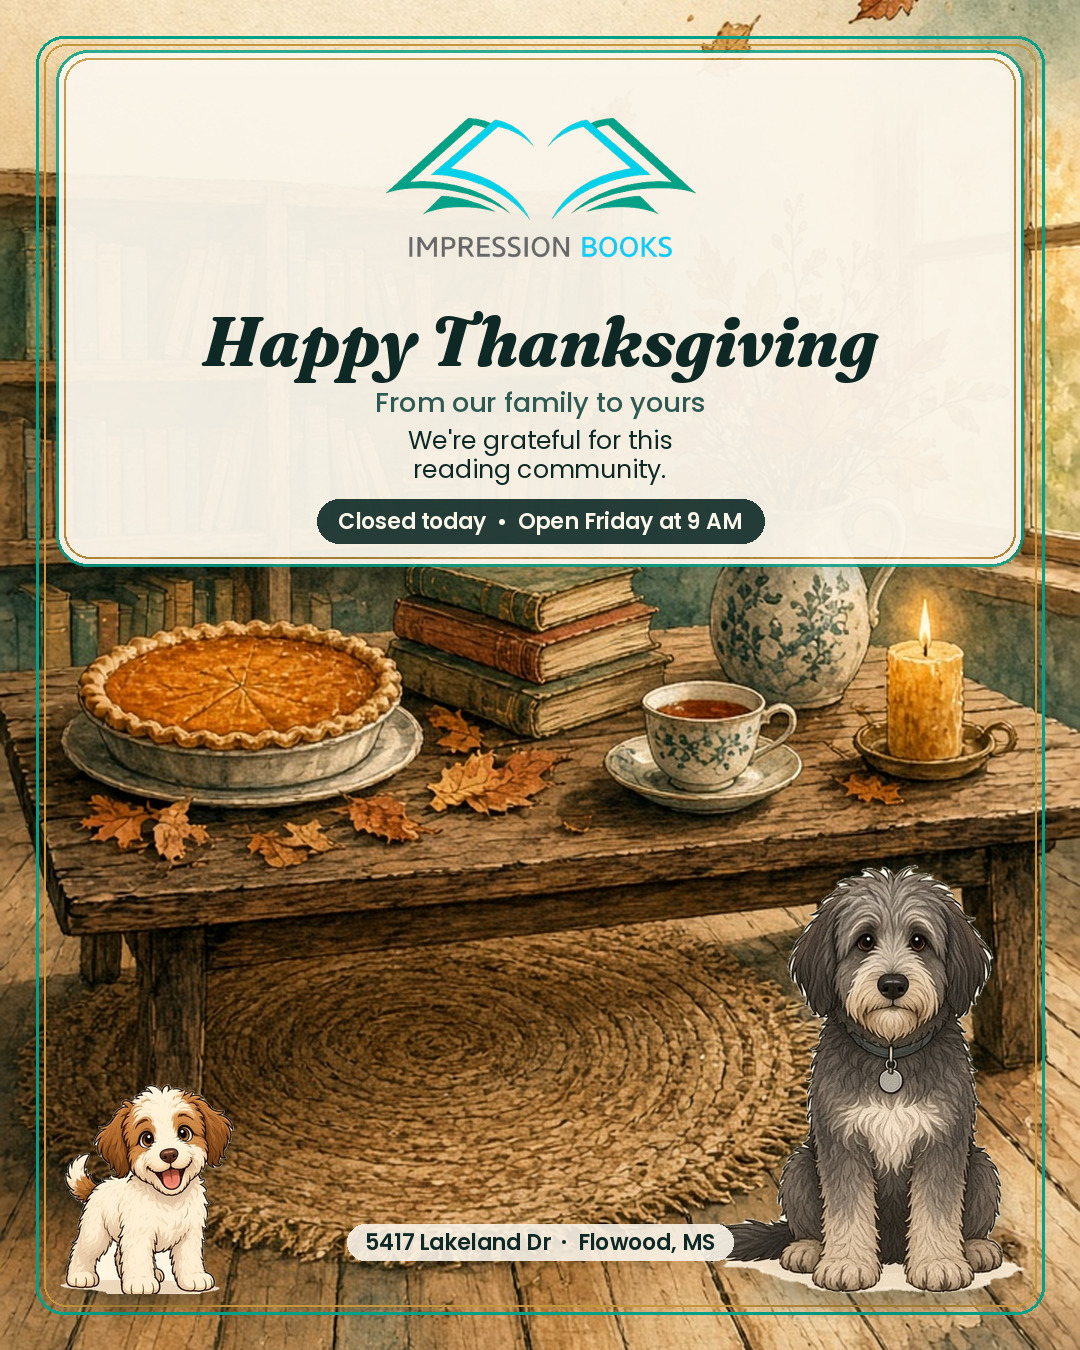 IMPRESSION BOOKS
Happy Thanksgiving
From our family to yours
We're grateful for this
reading community.
Closed today • Open Friday at 9 AM
5417 Lakeland Dr · Flowood, MS